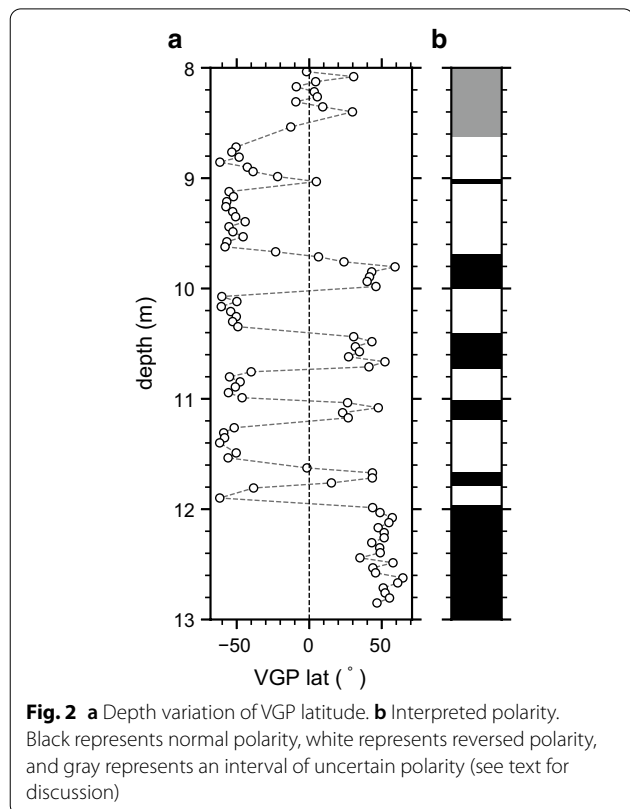 a
b
8
9
10
11
12
13
depth (m)
−50
0
50
VGP lat (°)
Fig. 2 a Depth variation of VGP latitude. b Interpreted polarity.
Black represents normal polarity, white represents reversed polarity,
and gray represents an interval of uncertain polarity (see text for
discussion)